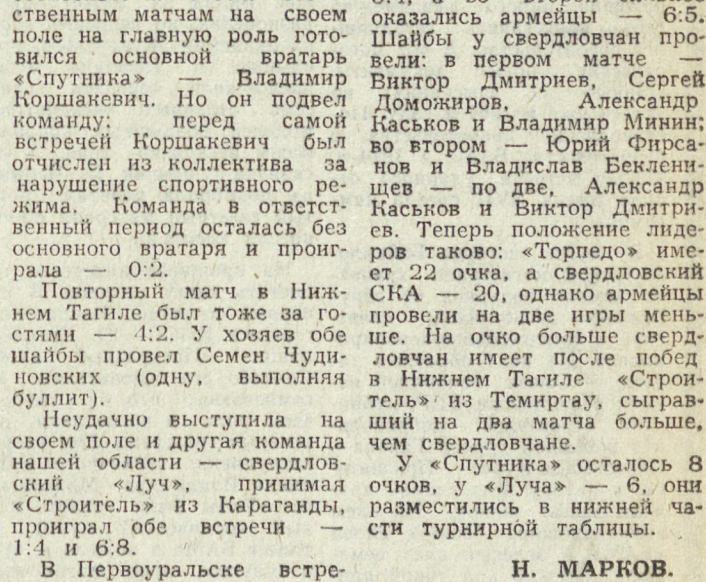 ственным матчам на своем
поле на главную роль гото-
вился основной вратарь
«Спутника» — Владимир
Коршакевич. Но он подвел
команду: перед самой
встречей Коршакевич был
отчислен из коллектива за
нарушение спортивного ре-
жима. Команда в ответст-
венный период осталась без
основного вратаря и проиг-
рала — 0:2.
Повторный матч в Ниж-
нем Тагиле был тоже за го-
стями — 4:2. У хозяев обе
шайбы провел Семен Чуди-
новских (одну, выполняя
буллит).
Неудачно выступила на
своем поле и другая команда
нашей области — свердлов-
ский «Луч», принимая
«Строитель» из Караганды,
проиграл обе встречи —
1:4 и 6:8.
В Первоуральске встре-
оказались армейцы — 6:5.
Шайбы у свердловчан про-
вели: в первом матче —
Виктор Дмитриев, Сергей
Доможиров, Александр
Каськов и Владимир Минин;
во втором — Юрий Фирса-
нов и Владислав Бекленищев
— по две, Александр
Каськов и Виктор Дмитри-
ев. Теперь положение лиде-
ров таково: «Торпедо» име-
ет 22 очка, а свердловский
СКА — 20, однако армейцы
провели на две игры мень-
ше. На очко больше сверд-
ловчан имеет после побед
в Нижнем Тагиле «Строи-
тель» из Темиртау, сыграв-
ший на два матча больше,
чем свердловчане.
У «Спутника» осталось 8
очков, у «Луча» — 6, они
разместились в нижней ча-
сти турнирной таблицы.
Н. МАРКОВ.